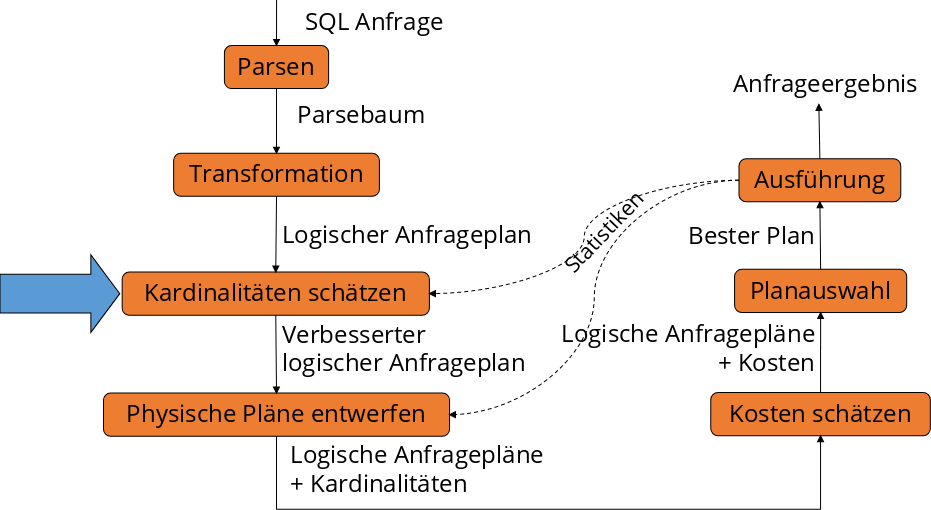 SQL Anfrage
Parsen
Parsebaum
Transformation
Logischer Anfrageplan
Kardinalitäten schätzen
Verbesserter
logischer Anfrageplan
Physische Pläne entwerfen
Logische Anfragepläne
+ Kardinalitäten
Statistiken
Kosten schätzen
Logische Anfragepläne
+ Kosten
Planauswahl
Bester Plan
Ausführung
Anfrageergebnis